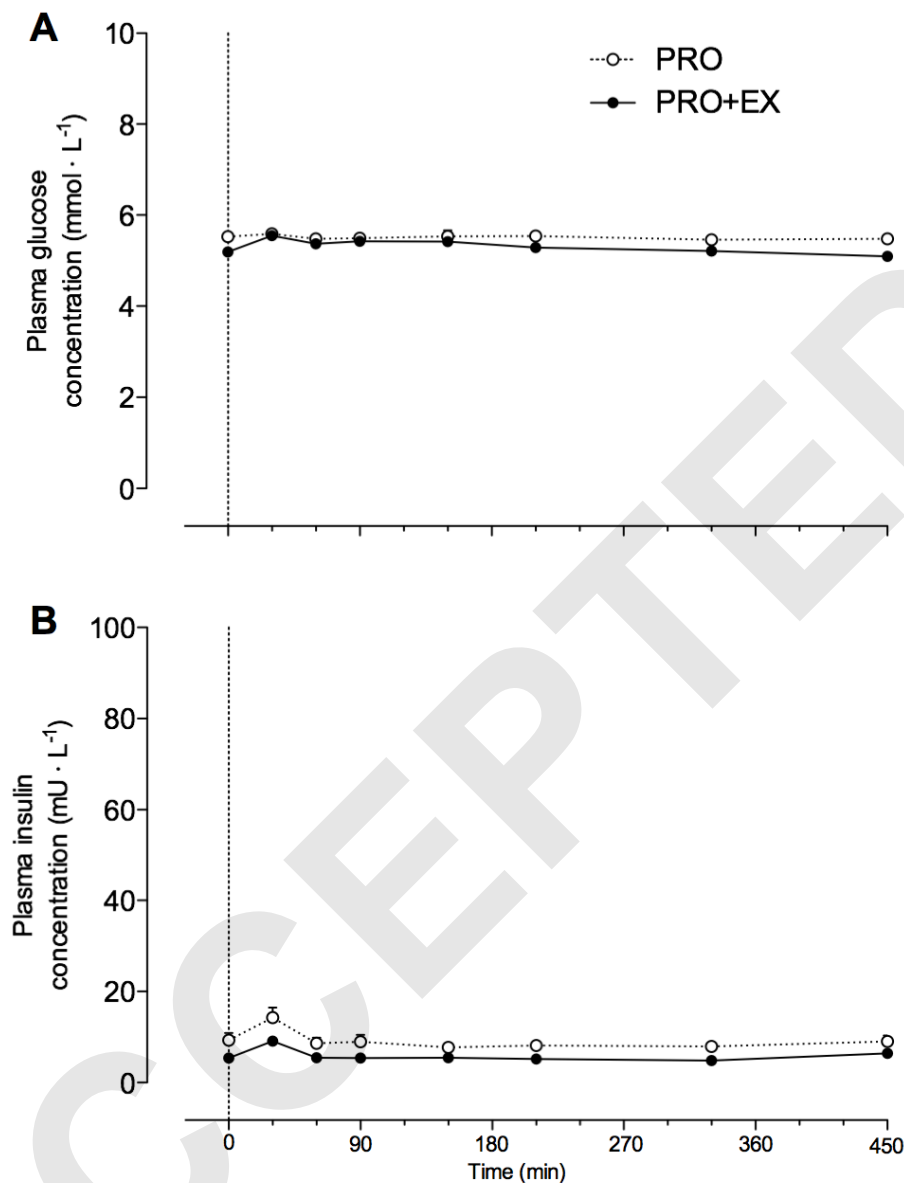 A
10
8
6
4
2
0
Plasma glucose
concentration (mmol · L⁻¹)
PRO
PRO+EX
B
100
80
60
40
20
0
Plasma insulin
concentration (mU · L⁻¹)
0 90 180 270 360 450
Time (min)
CCEPTED